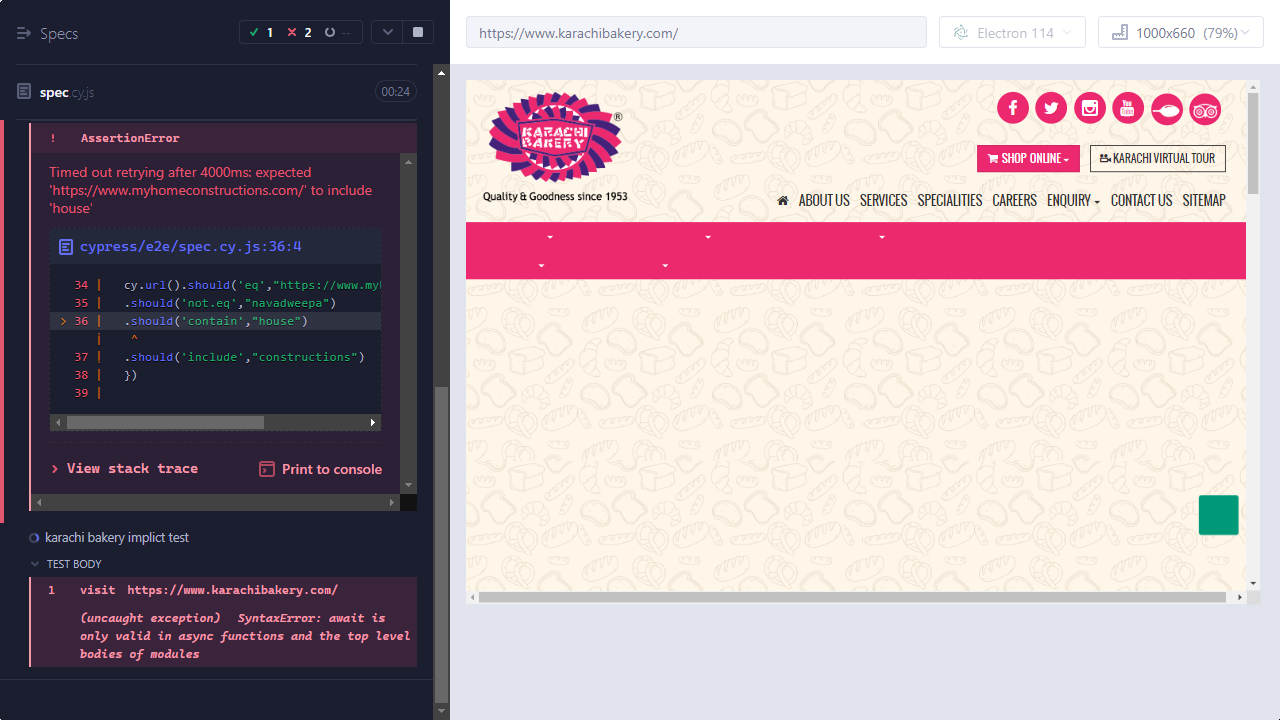 Specs
1 2 --
https://www.karachibakery.com/
Electron 114
1000x660 (79%)
spec.cy.js
00:24
! AssertionError
Timed out retrying after 4000ms: expected
'https://www.myhomeconstructions.com/' to include
'house'
cypress/e2e/spec.cy.js:36:4
34 | cy.url().should('eq',"https://www.my
35 | .should('not.eq',"navadweepa")
> 36 | .should('contain',"house")
| ^
37 | .should('include',"constructions")
38 | })
39 |
> View stack trace
Print to console
karachi bakery implict test
TEST BODY
1 visit https://www.karachibakery.com/
(uncaught exception) SyntaxError: await is
only valid in async functions and the top level
bodies of modules
KARACHI
BAKERY
®
Quality & Goodness since 1953
You
Tube
SHOP ONLINE
KARACHI VIRTUAL TOUR
ABOUT US SERVICES SPECIALITIES CAREERS ENQUIRY CONTACT US SITEMAP